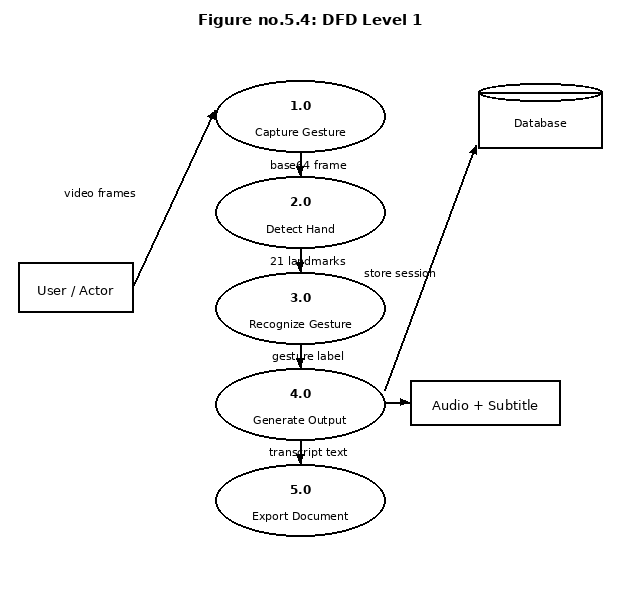 Figure no.5.4: DFD Level 1
1.0
Capture Gesture
Database
base64 frame
video frames
2.0
Detect Hand
21 landmarks
store session
User / Actor
3.0
Recognize Gesture
gesture label
4.0
Generate Output
Audio + Subtitle
transcript text
5.0
Export Document